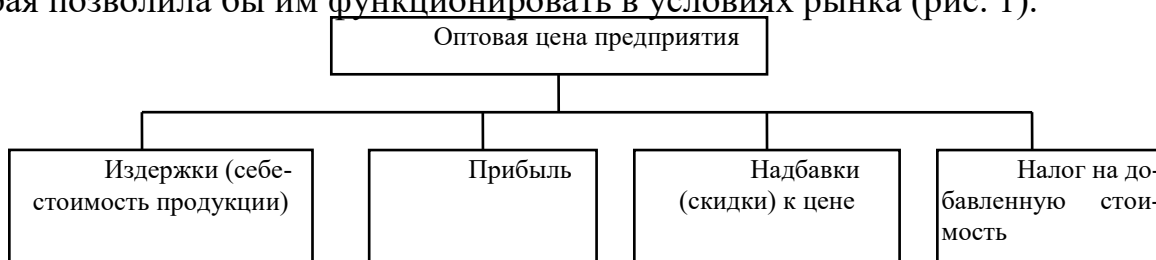 рая позволила бы им функционировать в условиях рынка (рис. 1).
Оптовая цена предприятия
Издержки (себе-
стоимость продукции)
Прибыль
Надбавки
(скидки) к цене
Налог на до-
бавленную стои-
мость